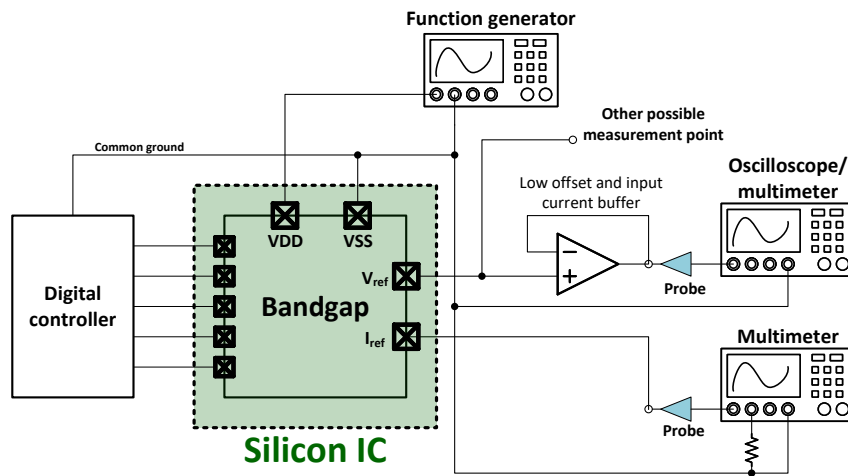 Function generator
Other possible
measurement point
Common ground
Oscilloscope/
multimeter
Low offset and input
current buffer
VDD
VSS
Digital
controller
Bandgap
Vref
Iref
−
+
Probe
Multimeter
Probe
Silicon IC